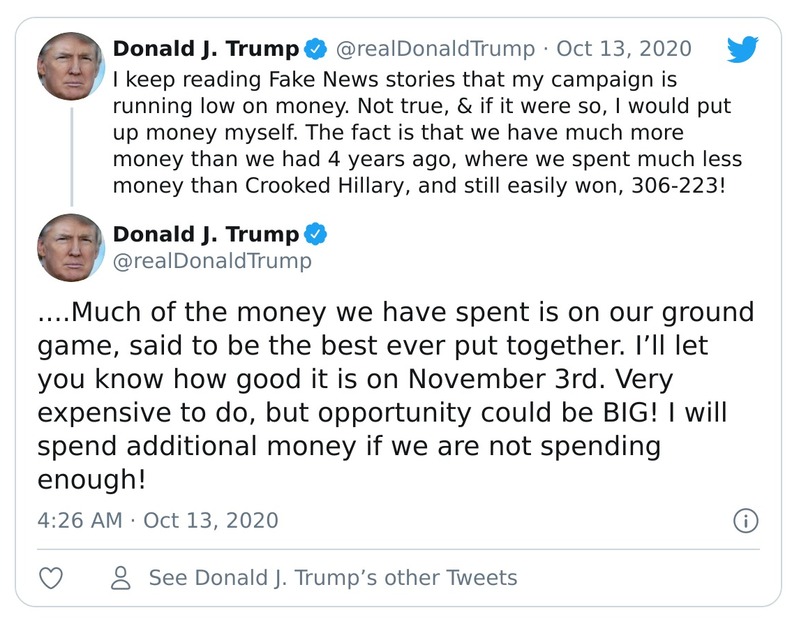 Donald J. Trump @realDonaldTrump · Oct 13, 2020
I keep reading Fake News stories that my campaign is
running low on money. Not true, & if it were so, I would put
up money myself. The fact is that we have much more
money than we had 4 years ago, where we spent much less
money than Crooked Hillary, and still easily won, 306-223!
Donald J. Trump
@realDonaldTrump
....Much of the money we have spent is on our ground
game, said to be the best ever put together. I’ll let
you know how good it is on November 3rd. Very
expensive to do, but opportunity could be BIG! I will
spend additional money if we are not spending
enough!
4:26 AM · Oct 13, 2020
See Donald J. Trump’s other Tweets